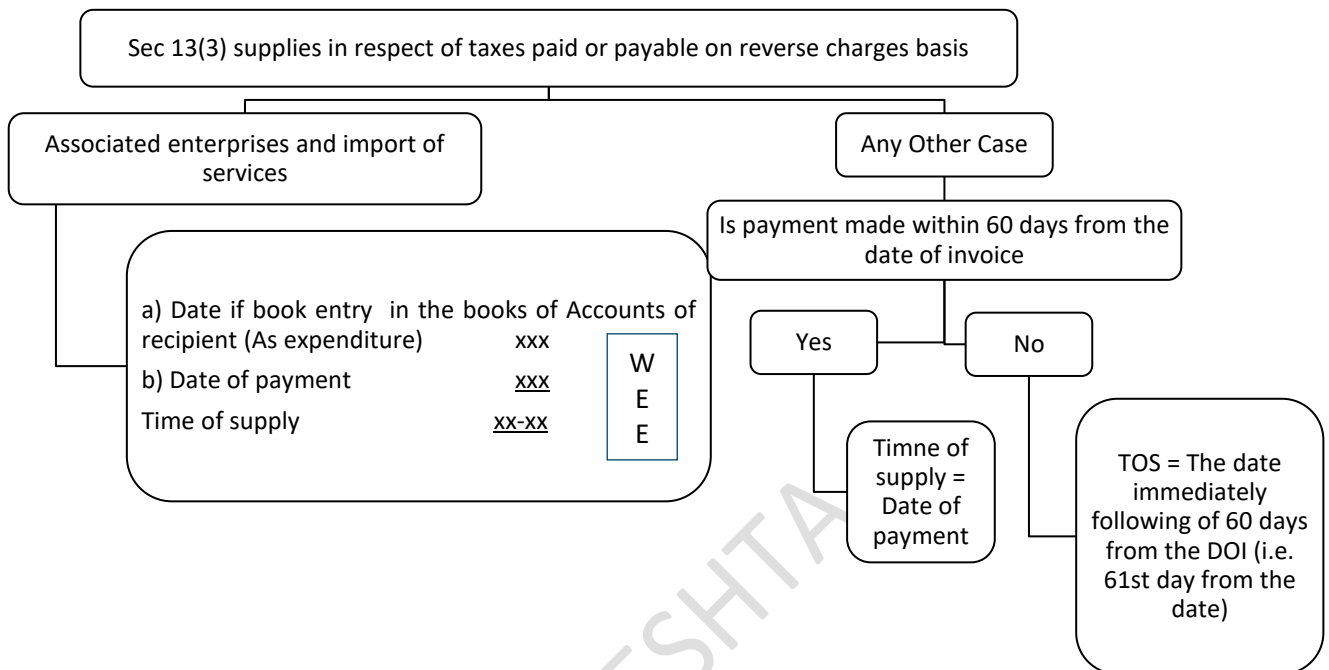 Sec 13(3) supplies in respect of taxes paid or payable on reverse charges basis
Associated enterprises and import of
services
Any Other Case
Is payment made within 60 days from the
date of invoice
a) Date if book entry in the books of Accounts of
recipient (As expenditure) xxx
b) Date of payment xxx
Time of supply xx-xx
W
E
E
Yes
No
Timne of
supply =
Date of
payment
TOS = The date
immediately
following of 60 days
from the DOI (i.e.
61st day from the
date)
ESHTA